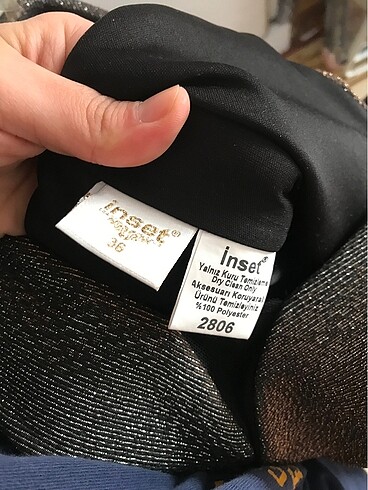 inset®
36
inset®
Yalnız Kuru Temizleme
Dry Clean Only
Aksesuarı Koruyarak
Ürünü Temizleyiniz
%100 Polyester
2806